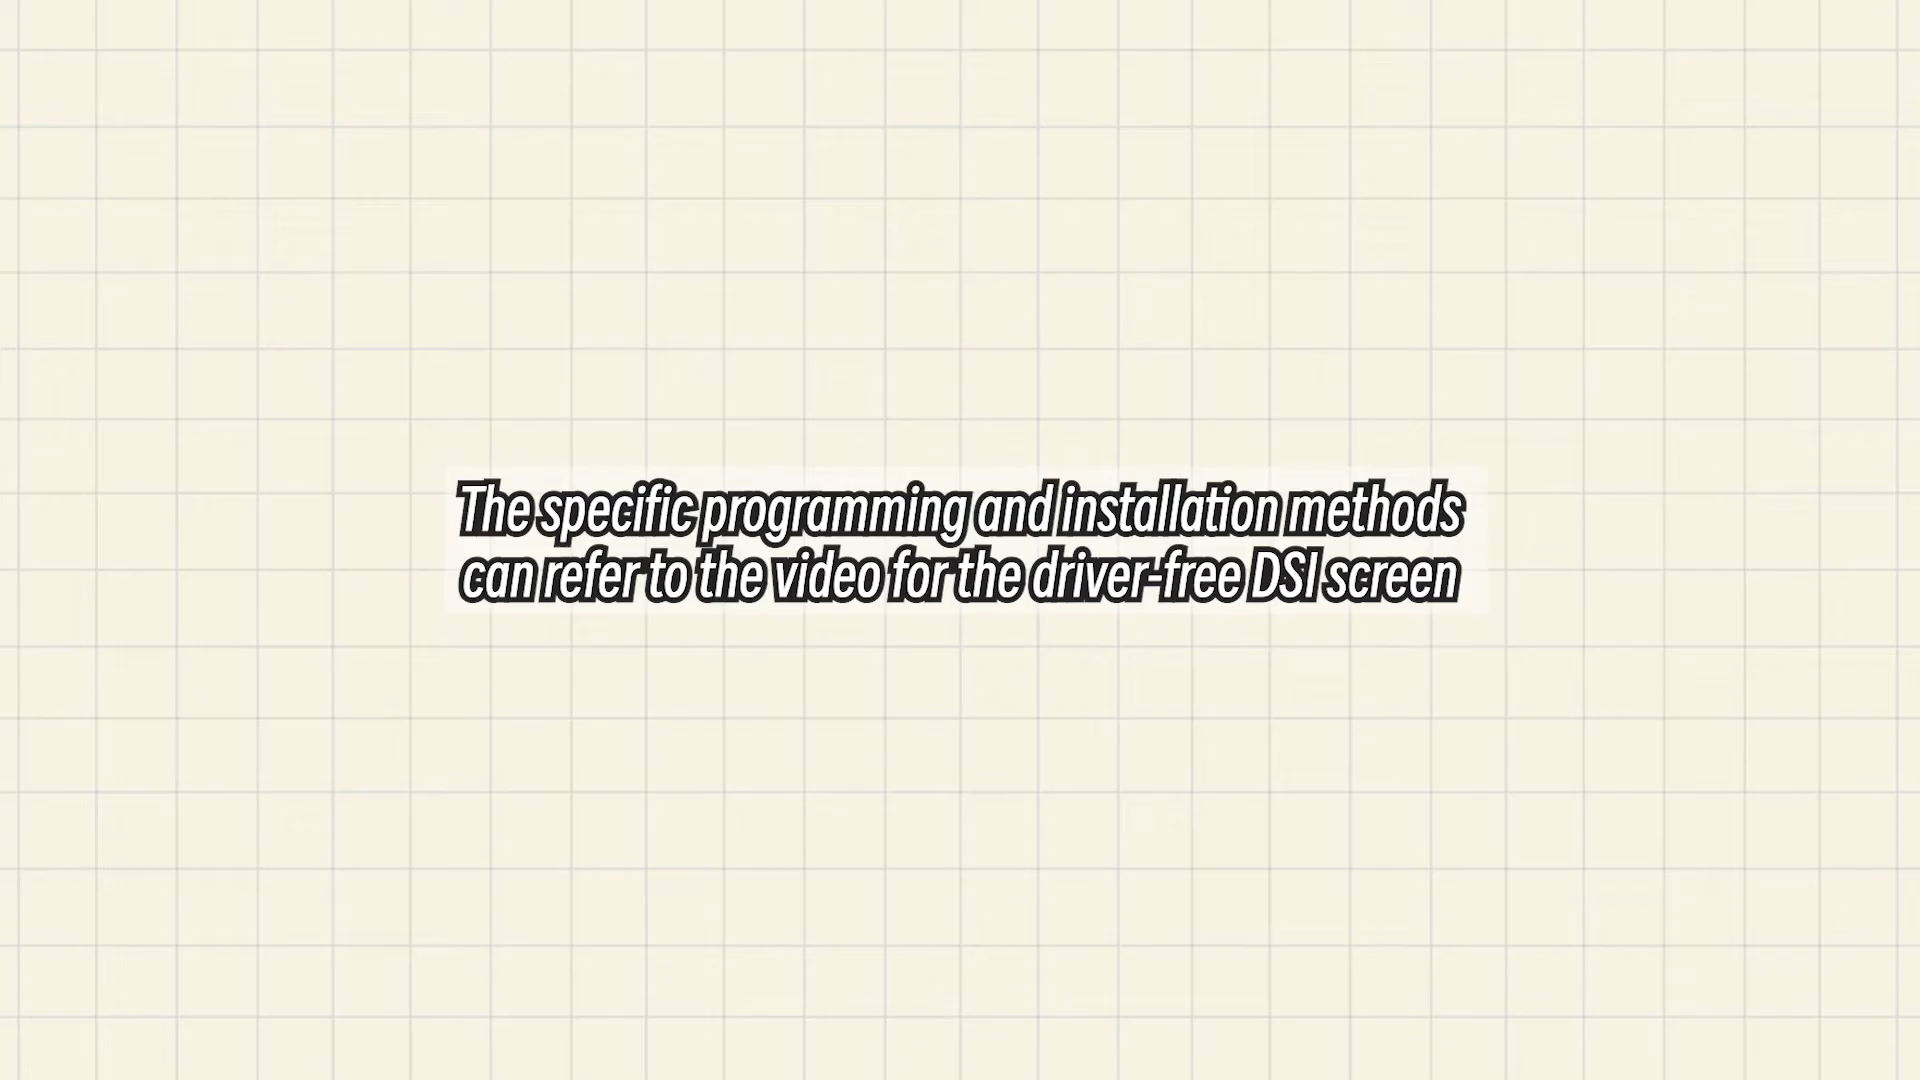 The specific programming and installation methods
can refer to the video for the driver-free DSI screen